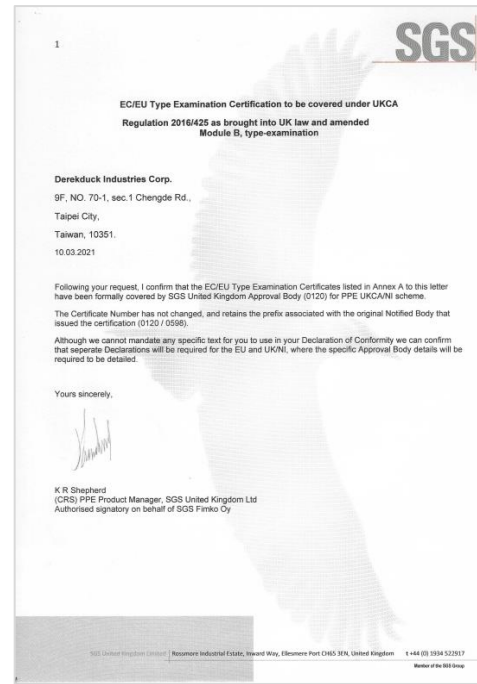 1
SGS
EC/EU Type Examination Certification to be covered under UKCA
Regulation 2016/425 as brought into UK law and amended
Module B, type-examination
Derekduck Industries Corp.
9F, NO. 70-1, sec.1 Chengde Rd.,
Taipei City,
Taiwan, 10351.
10.03.2021
Following your request, I confirm that the EC/EU Type Examination Certificates listed in Annex A to this letter
have been formally covered by SGS United Kingdom Approval Body (0120) for PPE UKCA/NI scheme.
The Certificate Number has not changed, and retains the prefix associated with the original Notified Body that
issued the certification (0120 / 0598).
Although we cannot mandate any specific text for you to use in your Declaration of Conformity we can confirm
that seperate Declarations will be required for the EU and UK/NI, where the specific Approval Body details will be
required to be detailed.
Yours sincerely,
K R Shepherd
(CRS) PPE Product Manager, SGS United Kingdom Ltd
Authorised signatory on behalf of SGS Fimko Oy
SGS United Kingdom Limited Rossmore Industrial Estate, Inward Way, Ellesmere Port CH65 3EN, United Kingdom t +44 (0) 1934 522917
Member of the SGS Group